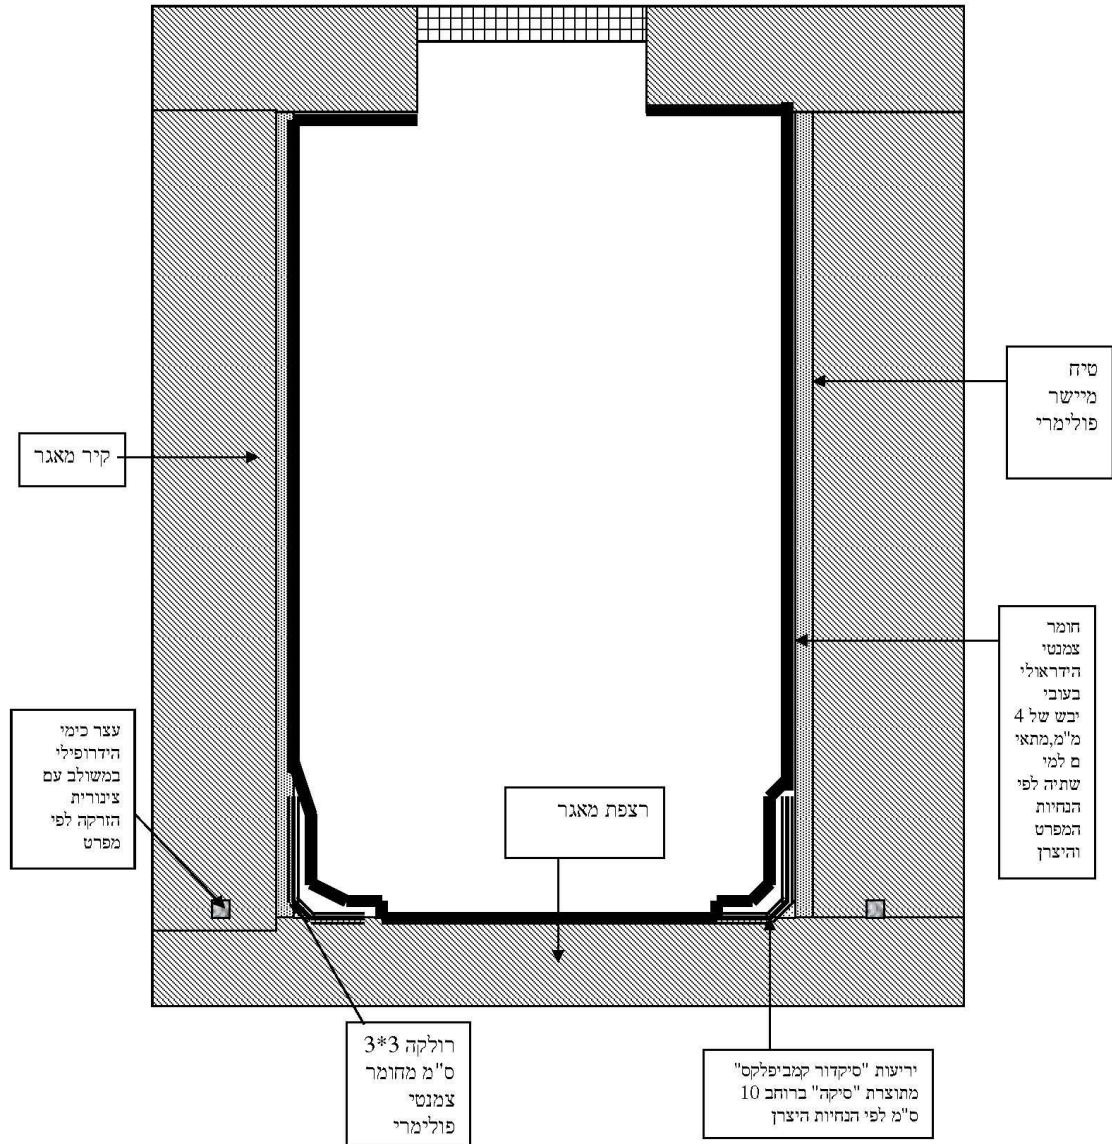 טיח
מיישר
פולימרי
קיר מאגר
חומר
צמנטי
הידראולי
בעובי
יבש של 4
מ"מ,מתאי
ם למי
שתיה לפי
הנחיות
המפרט
והיצרן
עצר כימי
הידרופילי
במשולב עם
צינורית
הזרקה לפי
מפרט
רצפת מאגר
רולקה 3*3
ס"מ מחומר
צמנטי
פולימרי
יריעות "סיקדור קמביפלקס"
מתוצרת "סיקה" ברוחב 10
ס"מ לפי הנחיות היצרן